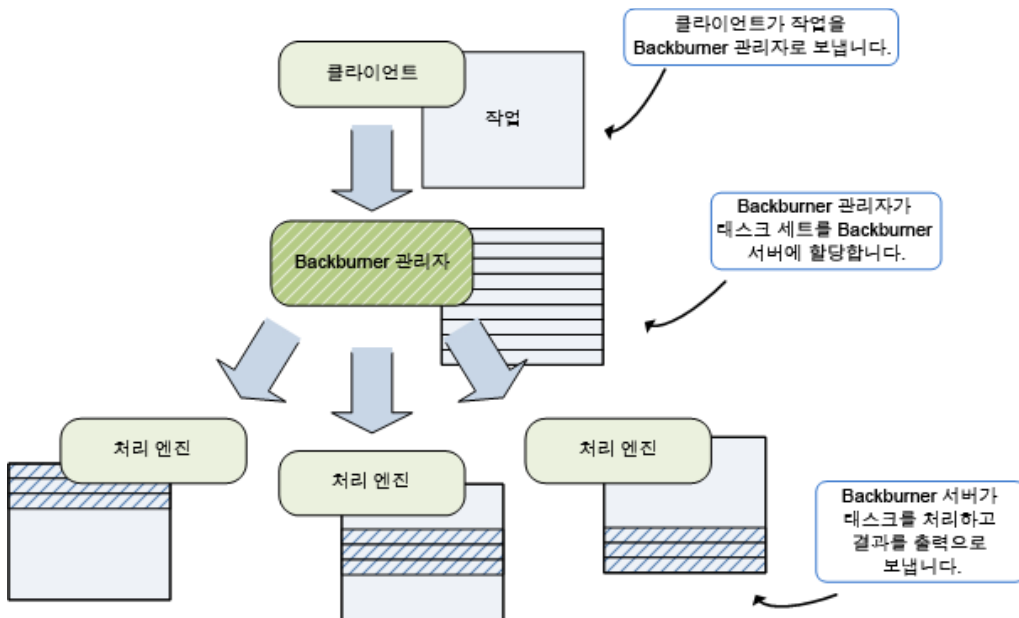 클라이언트가 작업을
Backburner 관리자로 보냅니다.
클라이언트
작업
Backburner 관리자가
태스크 세트를 Backburner
서버에 할당합니다.
Backburner 관리자
처리 엔진
처리 엔진
처리 엔진
Backburner 서버가
태스크를 처리하고
결과를 출력으로
보냅니다.